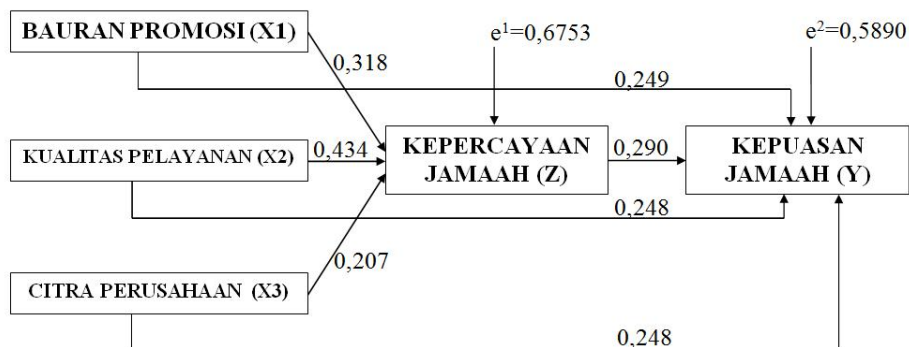 BAURAN PROMOSI (X1)
e¹=0,6753
e²=0,5890
0,318
0,249
KUALITAS PELAYANAN (X2)
0,434
KEPERCAYAAN
JAMAAH (Z)
0,290
KEPUASAN
JAMAAH (Y)
0,248
0,207
CITRA PERUSAHAAN (X3)
0,248